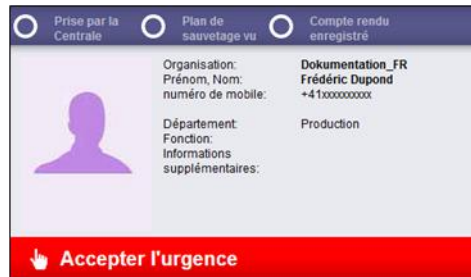 Prise par la
Centrale
Plan de
sauvetage vu
Compte rendu
enregistré
Organisation: Dokumentation_FR
Prénom, Nom: Frédéric Dupond
numéro de mobile: +41xxxxxxxxx
Département: Production
Fonction:
Informations
supplémentaires:
Accepter l'urgence